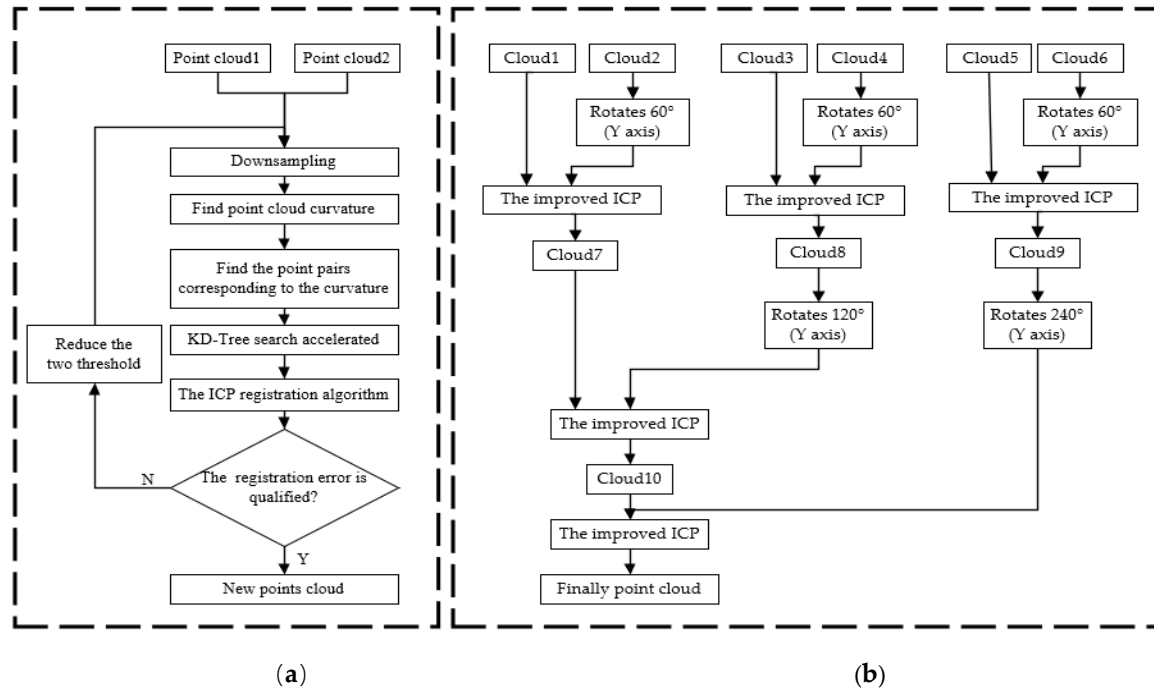 Point cloud1
Point cloud2
Downsampling
Find point cloud curvature
Find the point pairs
corresponding to the curvature
KD-Tree search accelerated
Reduce the
two threshold
The ICP registration algorithm
The registration error is
qualified?
N
Y
New points cloud
(a)
Cloud1
Cloud2
Cloud3
Cloud4
Cloud5
Cloud6
Rotates 60°
(Y axis)
Rotates 60°
(Y axis)
Rotates 60°
(Y axis)
The improved ICP
The improved ICP
The improved ICP
Cloud7
Cloud8
Cloud9
Rotates 120°
(Y axis)
Rotates 240°
(Y axis)
The improved ICP
Cloud10
The improved ICP
Finally point cloud
(b)